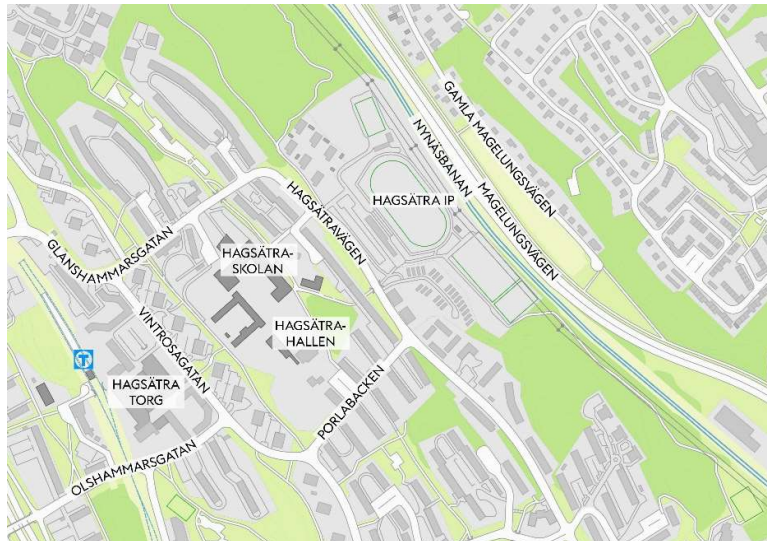 GAMLA MAGELUNGSVÄGEN
NYNÄSBANAN
MAGELUNGSVÄGEN
HAGSÄTRA IP
HAGSÄTRAVÄGEN
GLANSHAMMARSGATAN
HAGSÄTRA-
SKOLAN
HAGSÄTRA-
HALLEN
VINTROSAGATAN
T
HAGSÄTRA
TORG
PORLABACKEN
OLSHAMMARSGATAN